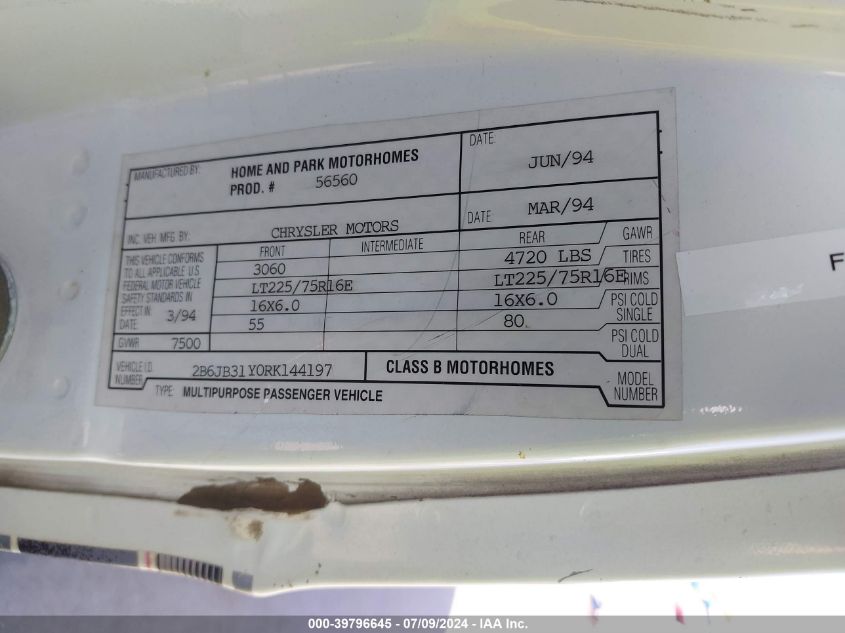 MANUFACTURED BY: HOME AND PARK MOTORHOMES
PROD. # 56560
DATE: JUN/94
INC. VEH. MFG. BY: CHRYSLER MOTORS
DATE: MAR/94
THIS VEHICLE CONFORMS
TO ALL APPLICABLE U.S.
FEDERAL MOTOR VEHICLE
SAFETY STANDARDS IN
EFFECT IN 3/94
DATE:
FRONT INTERMEDIATE REAR GAWR
3060 4720 LBS TIRES
LT225/75R16E LT225/75R16E RIMS
16X6.0 16X6.0 PSI COLD
SINGLE
55 80 PSI COLD
DUAL
GVWR 7500
VEHICLE I.D.
NUMBER 2B6JB31Y0RK144197 CLASS B MOTORHOMES MODEL
NUMBER
TYPE: MULTIPURPOSE PASSENGER VEHICLE
F
000-39796645 - 07/09/2024 - IAA Inc.